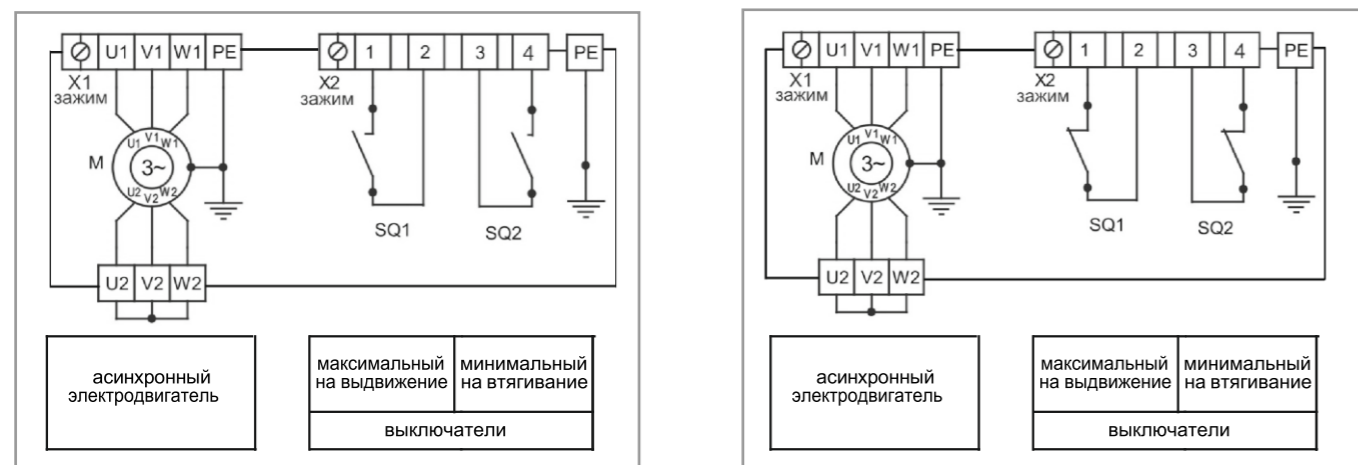 U1 V1 W1 PE 1 2 3 4 PE
X1 X2
зажим зажим
U1 V1 W1
M 3~
U2 V2 W2
SQ1 SQ2
U2 V2 W2
асинхронный
электродвигатель
максимальный
на выдвижение
минимальный
на втягивание
выключатели
U1 V1 W1 PE 1 2 3 4 PE
X1 X2
зажим зажим
U1 V1 W1
M 3~
U2 V2 W2
SQ1 SQ2
U2 V2 W2
асинхронный
электродвигатель
максимальный
на выдвижение
минимальный
на втягивание
выключатели